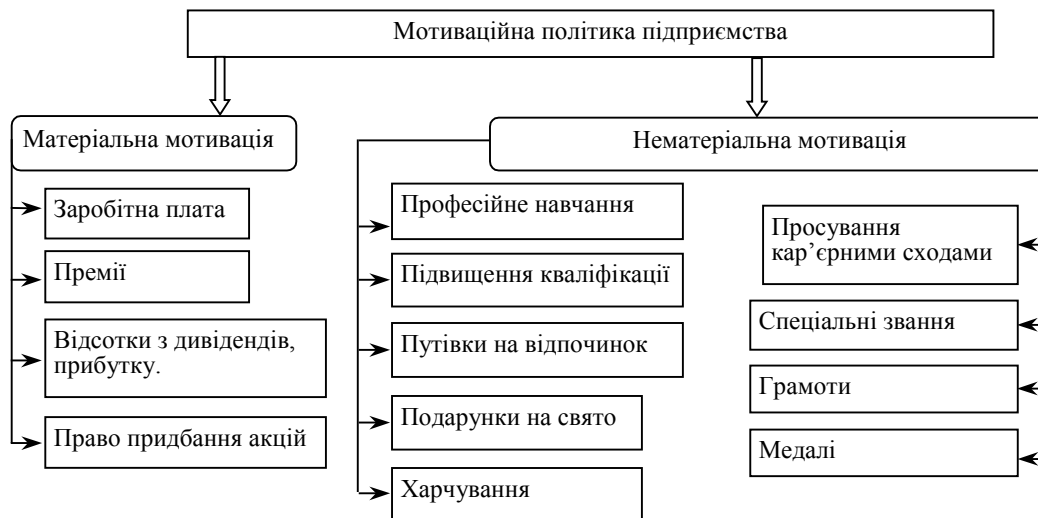 Мотиваційна політика підприємства
Матеріальна мотивація
Нематеріальна мотивація
Заробітна плата
Премії
Відсотки з дивідендів,
прибутку.
Право придбання акцій
Професійне навчання
Підвищення кваліфікації
Путівки на відпочинок
Подарунки на свято
Харчування
Просування
кар’єрними сходами
Спеціальні звання
Грамоти
Медалі